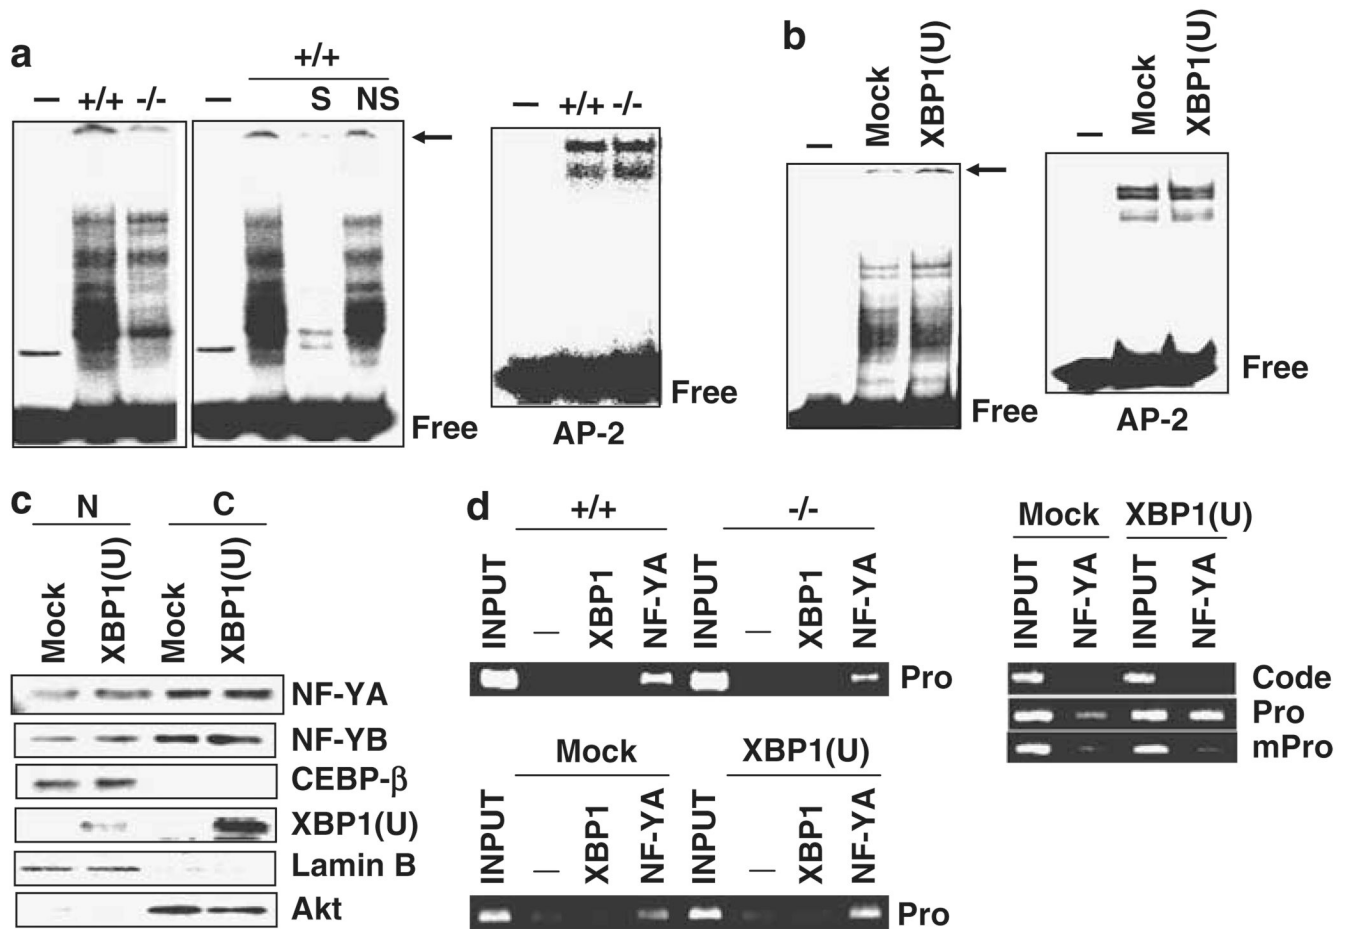 a
+/+
— +/+ -/- — S NS
— +/+ -/-
Free
Free
AP-2
b
— Mock XBP1(U)
— Mock XBP1(U)
Free
Free
AP-2
c
N C
Mock XBP1(U) Mock XBP1(U)
NF-YA
NF-YB
CEBP-β
XBP1(U)
Lamin B
Akt
d
+/+ -/-
INPUT — XBP1 NF-YA INPUT — XBP1 NF-YA
Pro
Mock XBP1(U)
INPUT — XBP1 NF-YA INPUT — XBP1 NF-YA
Pro
Mock XBP1(U)
INPUT NF-YA INPUT NF-YA
Code
Pro
mPro